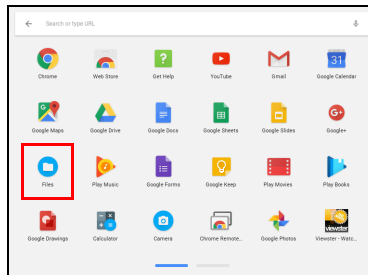 Search or type URL
Chrome
Web Store
Get Help
YouTube
Gmail
Google Calendar
31
Google Maps
Google Drive
Google Docs
Google Sheets
Google Slides
Google+
G+
Files
Play Music
Google Forms
Google Keep
Play Movies
Play Books
Google Drawings
Calculator
Camera
Chrome Remote...
Google Photos
Viewster - Watc...
viewster